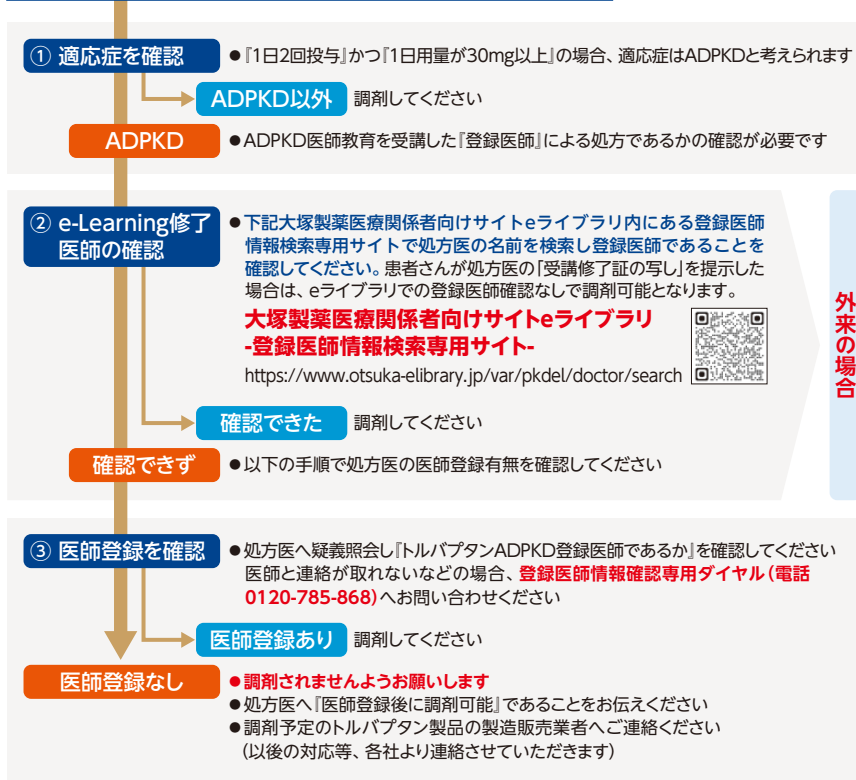 ① 適応症を確認
●『1日2回投与』かつ『1日用量が30mg以上』の場合、適応症はADPKDと考えられます
ADPKD以外 調剤してください
ADPKD
●ADPKD医師教育を受講した『登録医師』による処方であるかの確認が必要です
② e-Learning修了
医師の確認
●下記大塚製薬医療関係者向けサイトeライブラリ内にある登録医師
情報検索専用サイトで処方医の名前を検索し登録医師であることを
確認してください。患者さんが処方医の「受講修了証の写し」を提示した
場合は、eライブラリでの登録医師確認なしで調剤可能となります。
大塚製薬医療関係者向けサイトeライブラリ
-登録医師情報検索専用サイト-
https://www.otsuka-elibrary.jp/var/pkdel/doctor/search
確認できた 調剤してください
確認できず
●以下の手順で処方医の医師登録有無を確認してください
外来の場合
③ 医師登録を確認
●処方医へ疑義照会し『トルバプタンADPKD登録医師であるか』を確認してください
医師と連絡が取れないなどの場合、登録医師情報確認専用ダイヤル(電話
0120-785-868)へお問い合わせください
医師登録あり 調剤してください
医師登録なし
●調剤されませんようお願いします
●処方医へ『医師登録後に調剤可能』であることをお伝えください
●調剤予定のトルバプタン製品の製造販売業者へご連絡ください
(以後の対応等、各社より連絡させていただきます)